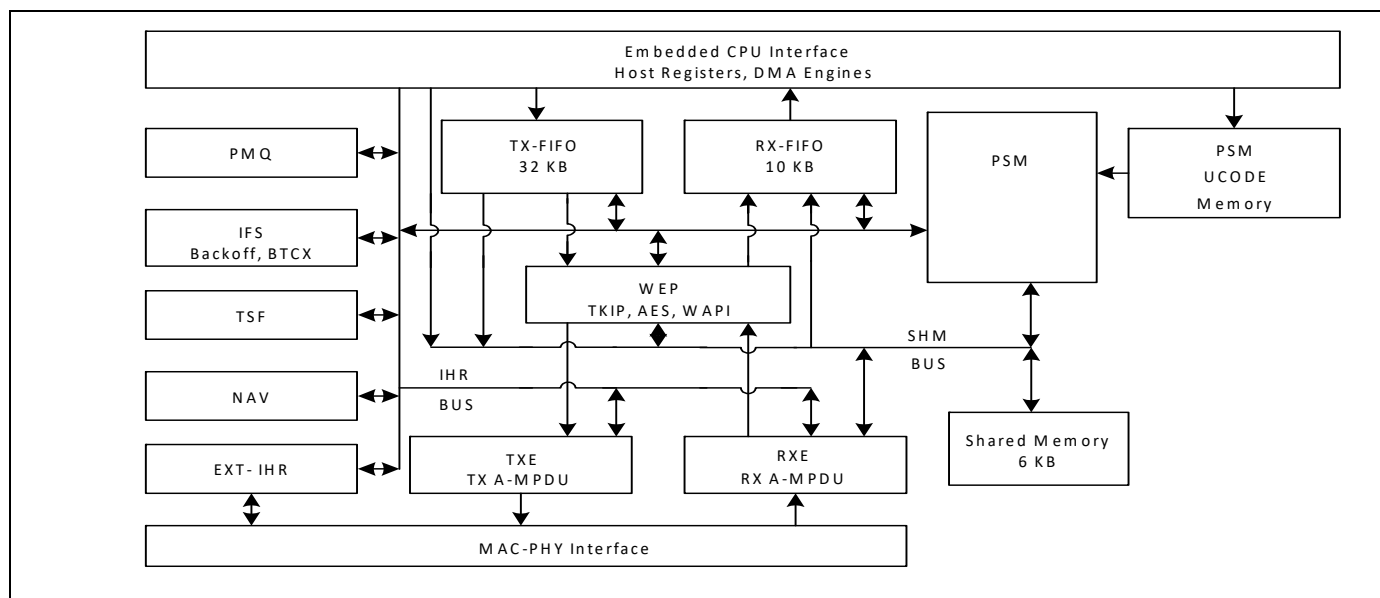 Embedded CPU Interface
Host Registers, DMA Engines
PMQ
TX-FIFO
32 KB
RX-FIFO
10 KB
PSM
PSM
UCODE
Memory
IFS
Backoff, BTCX
WEP
TKIP, AES, WAPI
TSF
SHM
BUS
IHR
BUS
NAV
Shared Memory
6 KB
EXT- IHR
TXE
TX A-MPDU
RXE
RX A-MPDU
MAC-PHY Interface